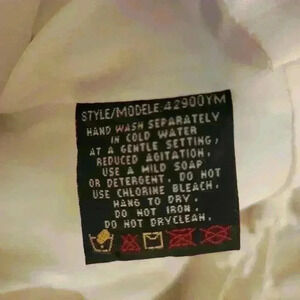 STYLE/MODELE 42900YM
HAND WASH SEPARATELY
IN COLD WATER
AT A GENTLE SETTING,
REDUCED AGITATION,
USE A MILD SOAP
OR DETERGENT. DO NOT
USE CHLORINE BLEACH.
HANG TO DRY.
DO NOT IRON.
DO NOT DRYCLEAN.